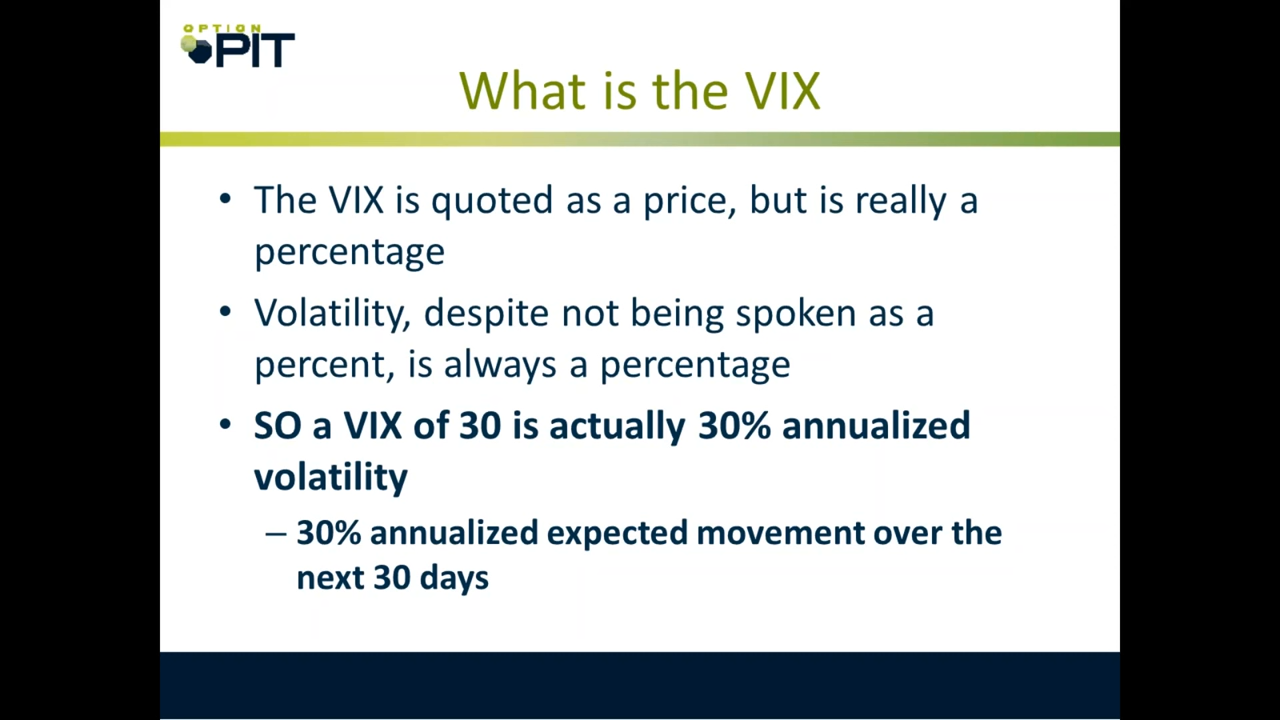 OPTION
PIT
What is the VIX
• The VIX is quoted as a price, but is really a
percentage
• Volatility, despite not being spoken as a
percent, is always a percentage
• SO a VIX of 30 is actually 30% annualized
volatility
– 30% annualized expected movement over the
next 30 days